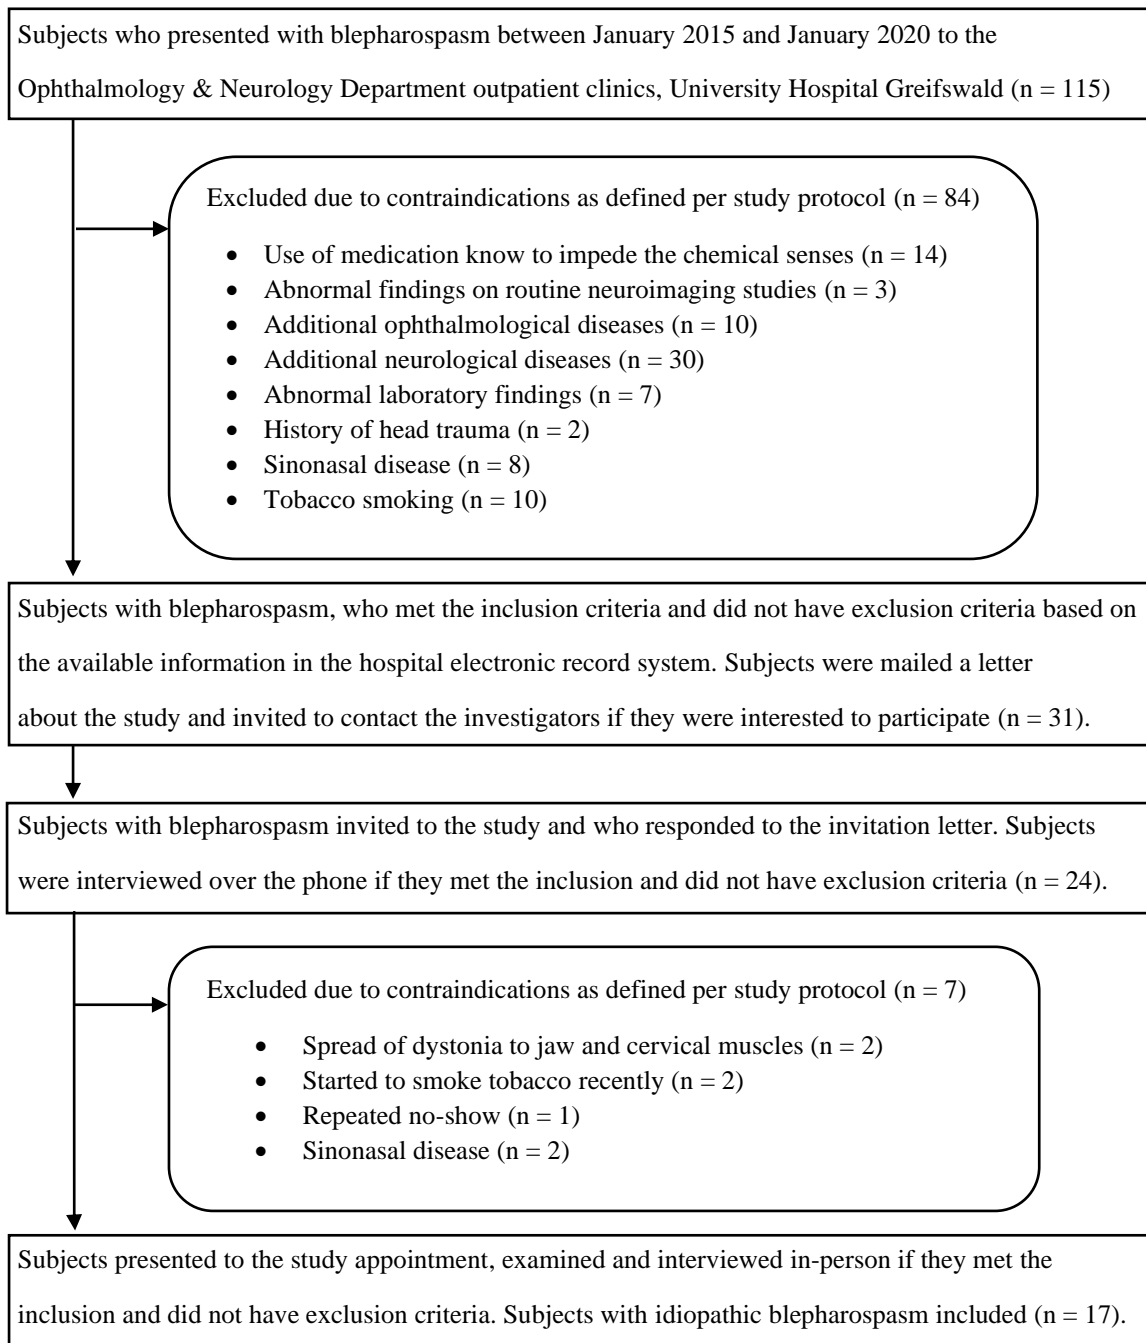 Subjects who presented with blepharospasm between January 2015 and January 2020 to the
Ophthalmology & Neurology Department outpatient clinics, University Hospital Greifswald (n = 115)
Excluded due to contraindications as defined per study protocol (n = 84)
• Use of medication know to impede the chemical senses (n = 14)
• Abnormal findings on routine neuroimaging studies (n = 3)
• Additional ophthalmological diseases (n = 10)
• Additional neurological diseases (n = 30)
• Abnormal laboratory findings (n = 7)
• History of head trauma (n = 2)
• Sinonasal disease (n = 8)
• Tobacco smoking (n = 10)
Subjects with blepharospasm, who met the inclusion criteria and did not have exclusion criteria based on
the available information in the hospital electronic record system. Subjects were mailed a letter
about the study and invited to contact the investigators if they were interested to participate (n = 31).
Subjects with blepharospasm invited to the study and who responded to the invitation letter. Subjects
were interviewed over the phone if they met the inclusion and did not have exclusion criteria (n = 24).
Excluded due to contraindications as defined per study protocol (n = 7)
• Spread of dystonia to jaw and cervical muscles (n = 2)
• Started to smoke tobacco recently (n = 2)
• Repeated no-show (n = 1)
• Sinonasal disease (n = 2)
Subjects presented to the study appointment, examined and interviewed in-person if they met the
inclusion and did not have exclusion criteria. Subjects with idiopathic blepharospasm included (n = 17).